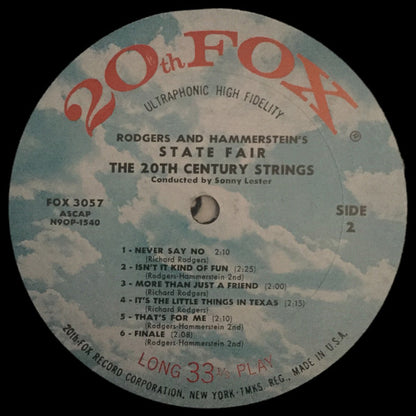 20th FOX
ULTRAPHONIC HIGH FIDELITY
®
RODGERS AND HAMMERSTEIN'S
STATE FAIR
THE 20TH CENTURY STRINGS
Conducted by Sonny Lester
FOX 3057
ASCAP
N9OP-1540
SIDE
2
1 - NEVER SAY NO 2:10
(Richard Rodgers)
2 - ISN'T IT KIND OF FUN (2:25)
(Rodgers-Hammerstein 2nd)
3 - MORE THAN JUST A FRIEND (2:00)
(Richard Rodgers)
4 - IT'S THE LITTLE THINGS IN TEXAS (2:15)
(Richard Rodgers)
5 - THAT'S FOR ME (2:10)
(Rodgers-Hammerstein 2nd)
6 - FINALE (2:08)
(Rodgers-Hammerstein 2nd)
LONG 33⅓ PLAY
20th FOX RECORD CORPORATION, NEW YORK · TMKS. REG., MADE IN U.S.A.